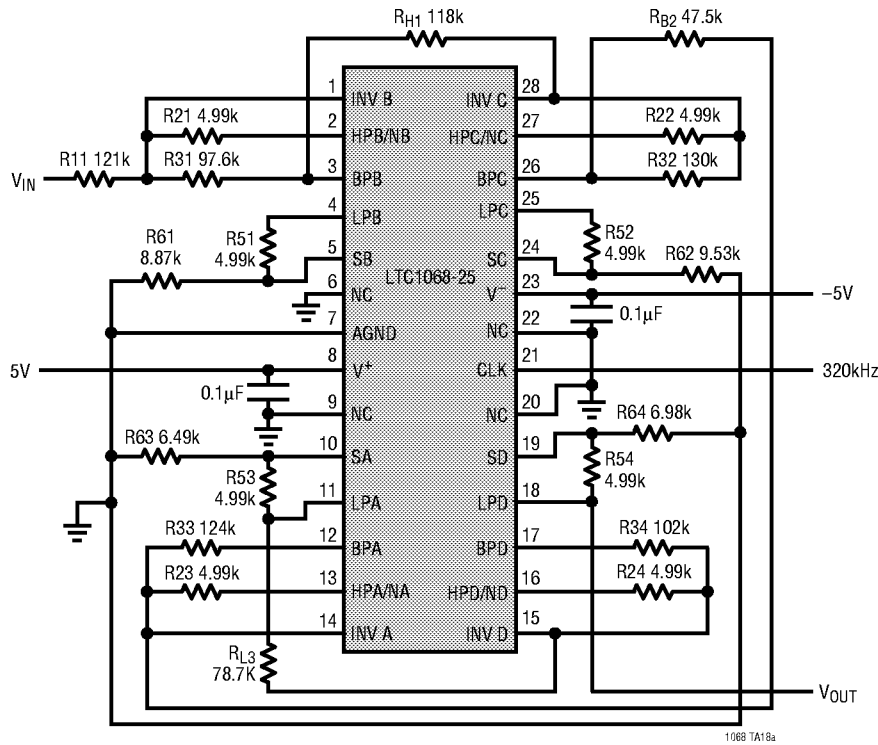 RH1 118k
RB2 47.5k
1 INV B
INV C 28
R21 4.99k
2 HPB/NB
HPC/NC 27
R22 4.99k
VIN
R11 121k
R31 97.6k
3 BPB
BPC 26
R32 130k
4 LPB
LPC 25
R61
8.87k
R51
4.99k
5 SB
SC 24
R52
4.99k
R62 9.53k
LTC1068-25
6 NC
V− 23
−5V
0.1µF
7 AGND
NC 22
5V
8 V+
CLK 21
320kHz
0.1µF
9 NC
NC 20
R63 6.49k
10 SA
SD 19
R64 6.98k
R53
4.99k
R54
4.99k
11 LPA
LPD 18
R33 124k
12 BPA
BPD 17
R34 102k
R23 4.99k
13 HPA/NA
HPD/ND 16
R24 4.99k
14 INV A
INV D 15
RL3
78.7K
VOUT
1068 TA18a